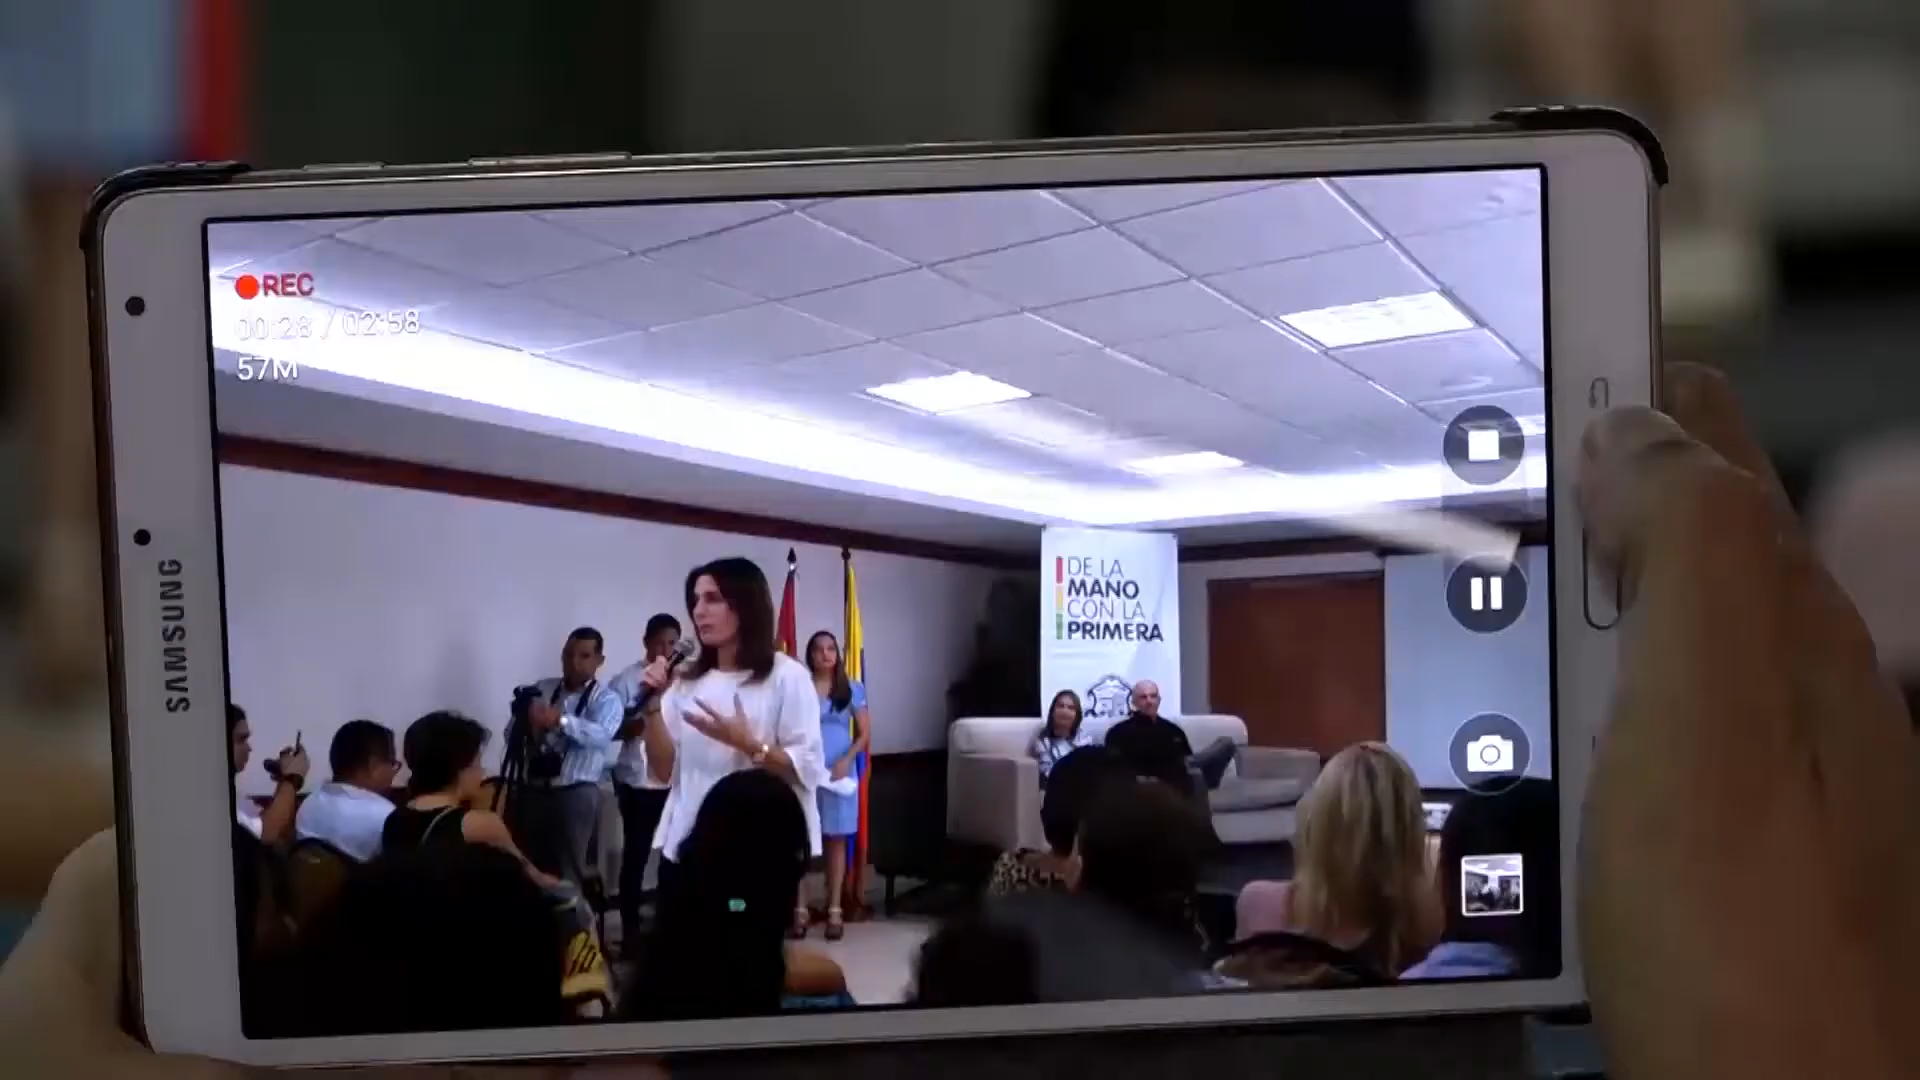 REC
00:28 / 02:58
57M
SAMSUNG
DE LA
MANO
CON LA
PRIMERA